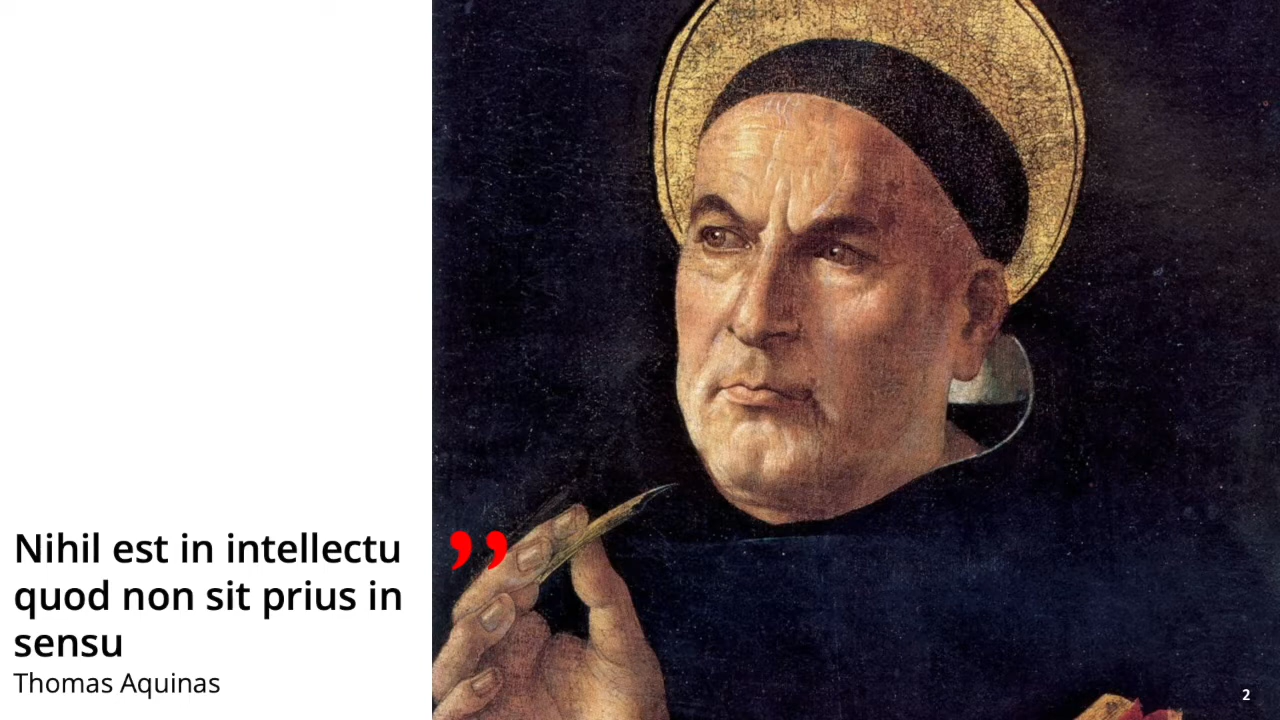 Nihil est in intellectu
quod non sit prius in
sensu
Thomas Aquinas
”
2